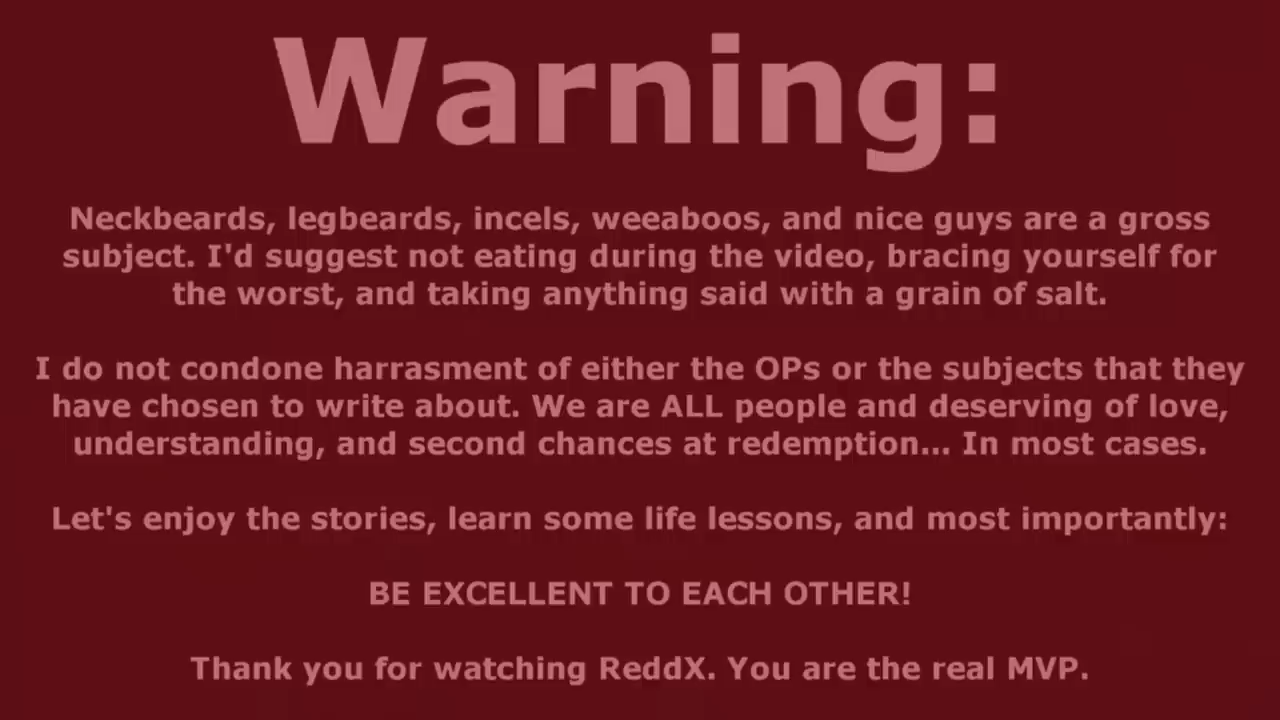 Warning:
Neckbeards, legbeards, incels, weeaboos, and nice guys are a gross
subject. I'd suggest not eating during the video, bracing yourself for
the worst, and taking anything said with a grain of salt.
I do not condone harrasment of either the OPs or the subjects that they
have chosen to write about. We are ALL people and deserving of love,
understanding, and second chances at redemption... In most cases.
Let's enjoy the stories, learn some life lessons, and most importantly:
BE EXCELLENT TO EACH OTHER!
Thank you for watching ReddX. You are the real MVP.